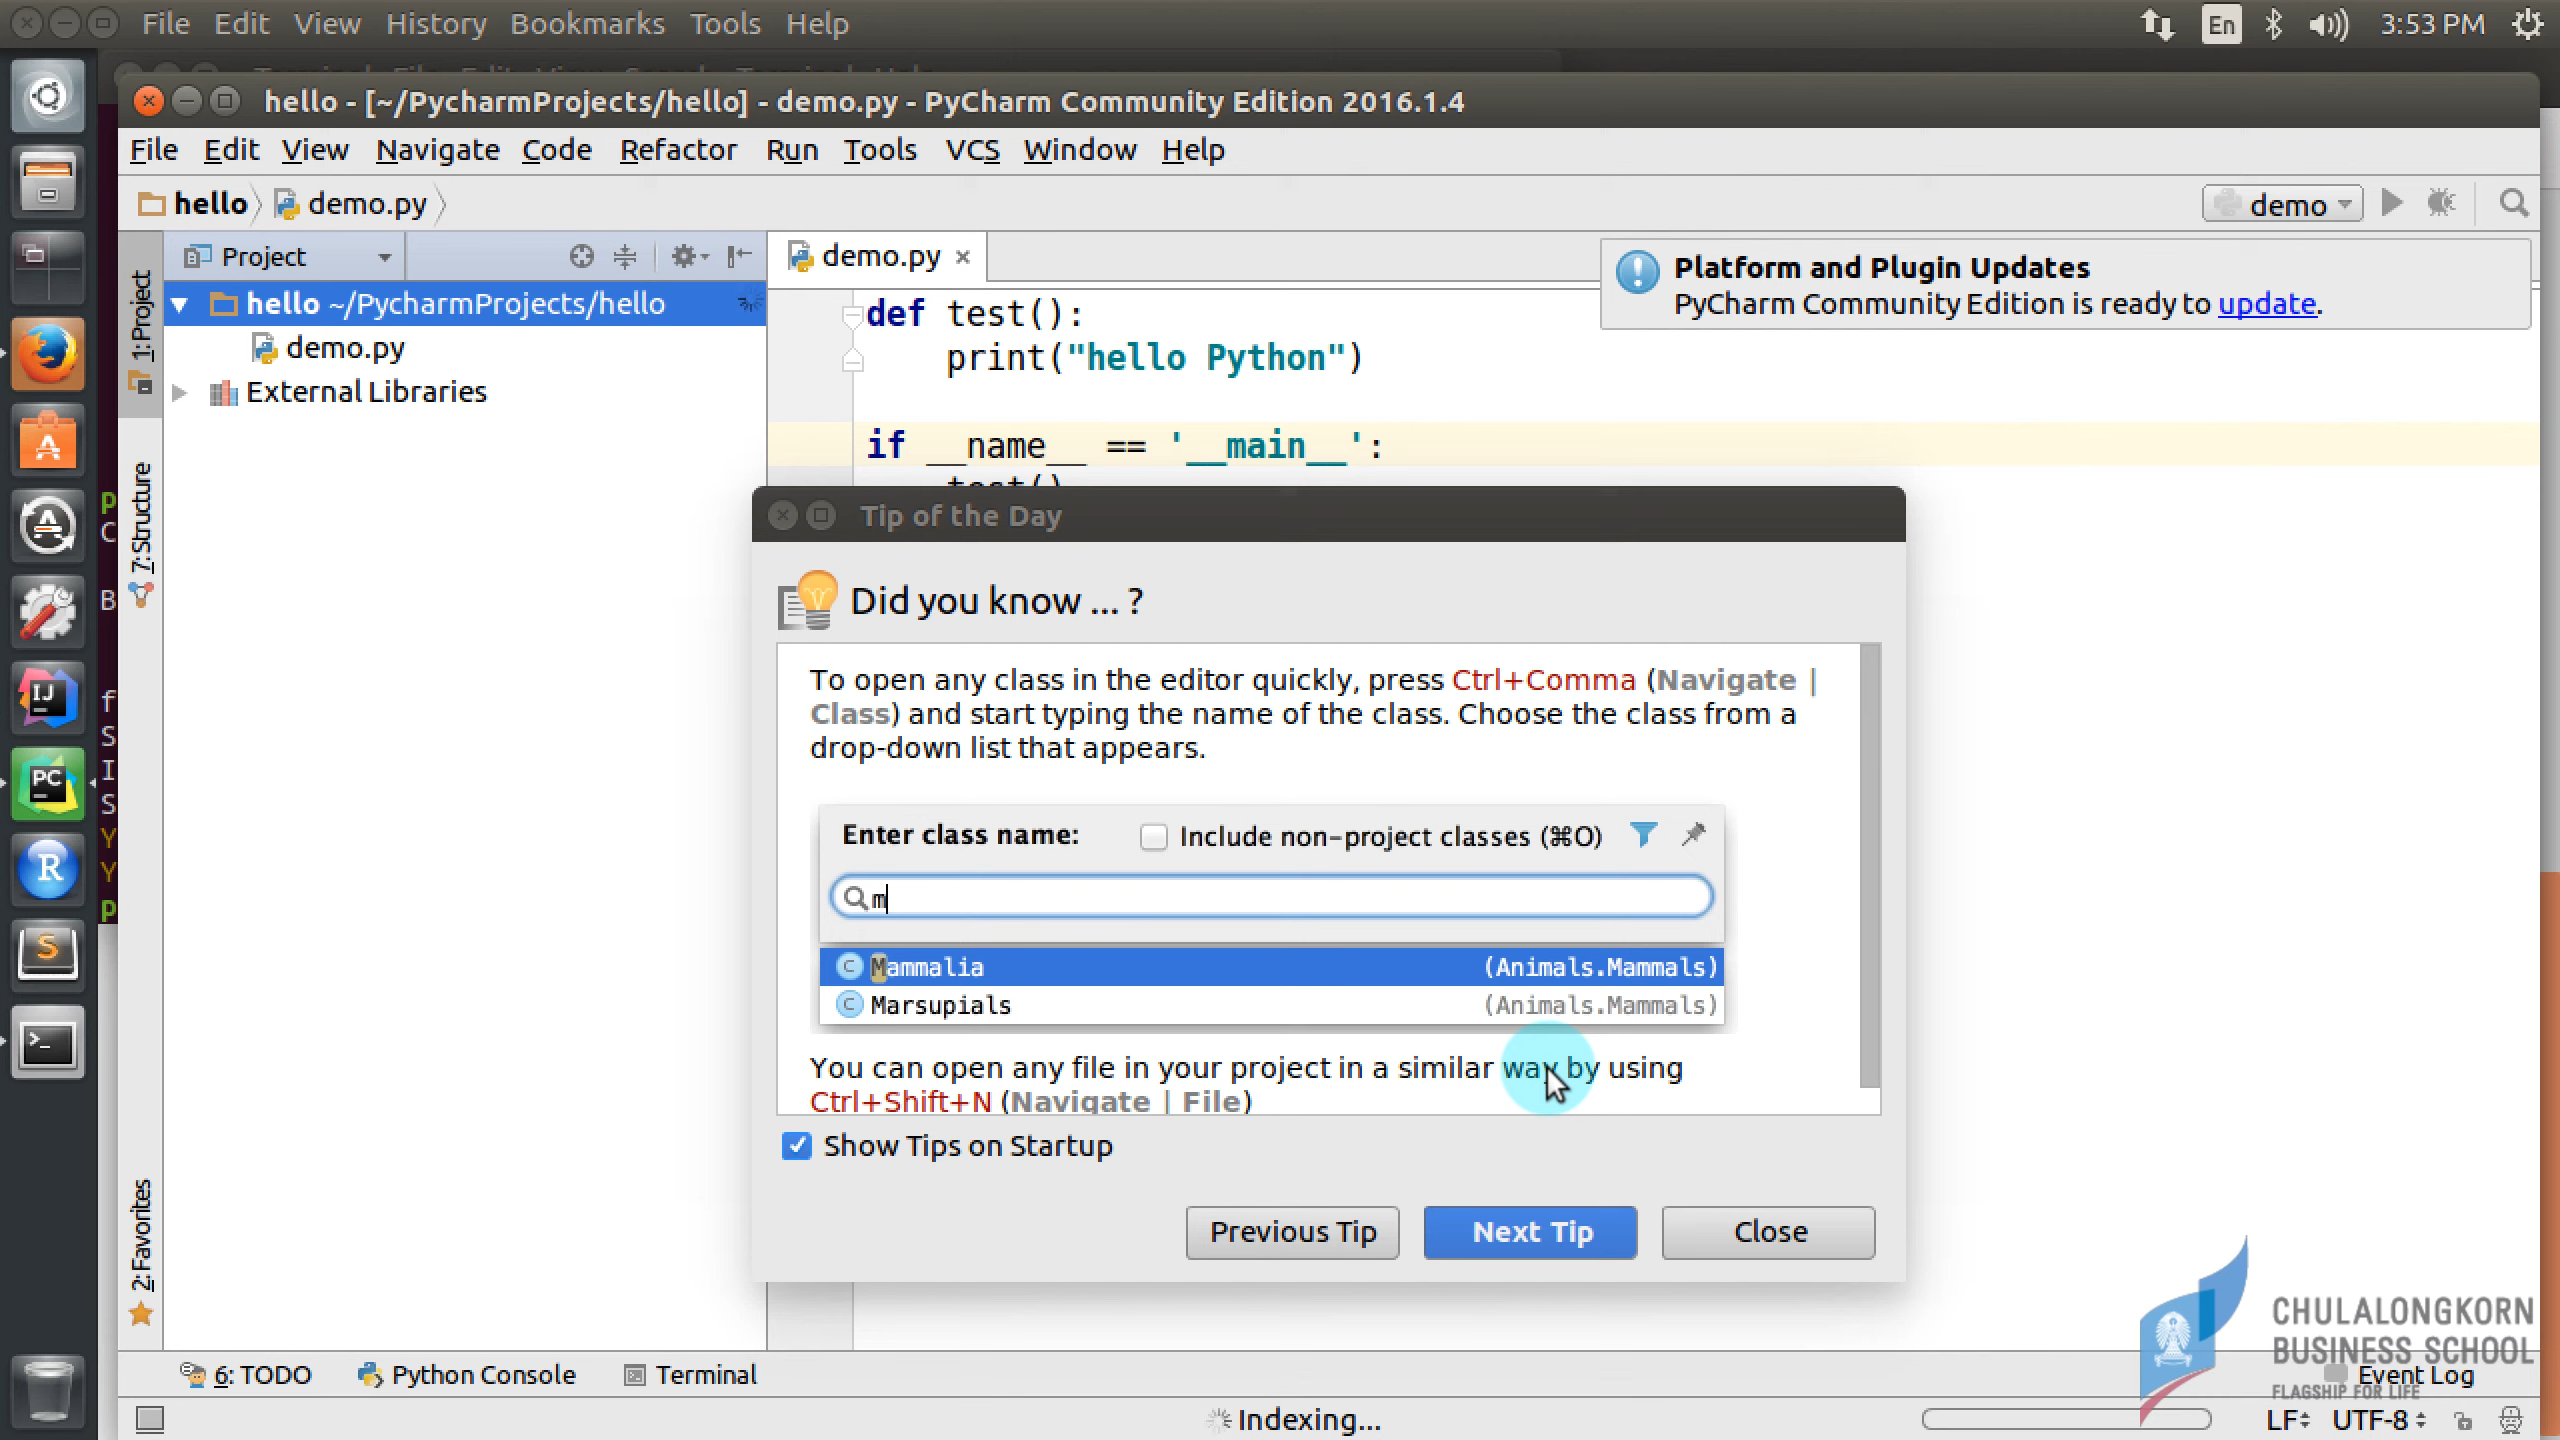 File Edit View History Bookmarks Tools Help
En 3:53 PM
hello - [~/PycharmProjects/hello] - demo.py - PyCharm Community Edition 2016.1.4
File Edit View Navigate Code Refactor Run Tools VCS Window Help
hello demo.py
demo
Project
demo.py
Platform and Plugin Updates
PyCharm Community Edition is ready to update.
1: Project
7: Structure
2: Favorites
hello ~/PycharmProjects/hello
demo.py
External Libraries
def test():
print("hello Python")
if __name__ == '__main__':
test()
Tip of the Day
Did you know ... ?
To open any class in the editor quickly, press Ctrl+Comma (Navigate |
Class) and start typing the name of the class. Choose the class from a
drop-down list that appears.
Enter class name: Include non-project classes (⌘O)
m
C Mammalia (Animals.Mammals)
C Marsupials (Animals.Mammals)
You can open any file in your project in a similar way by using
Ctrl+Shift+N (Navigate | File)
Show Tips on Startup
Previous Tip Next Tip Close
IJ
PC
R
S
>_
p
C
B
f
S
I
S
Y
Y
p
CHULALONGKORN
BUSINESS SCHOOL
FLAGSHIP FOR LIFE
6: TODO Python Console Terminal Event Log
Indexing... LF UTF-8